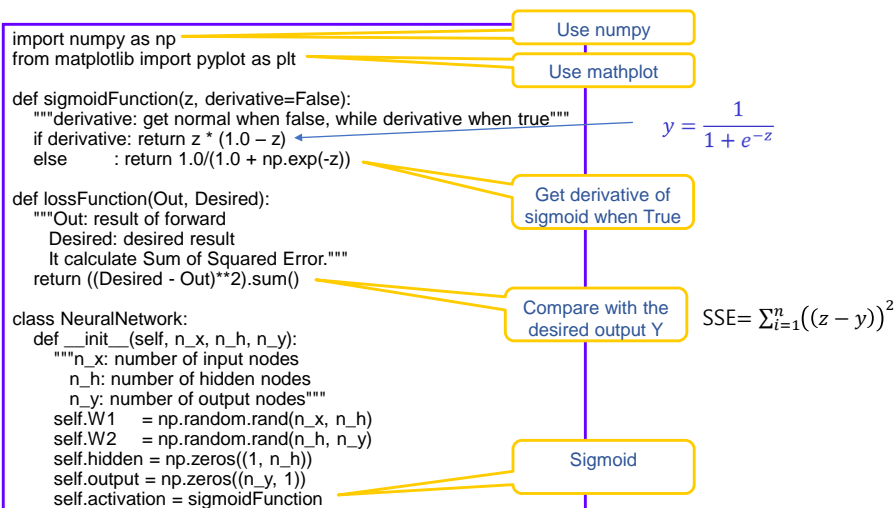 import numpy as np
Use numpy
from matplotlib import pyplot as plt
Use mathplot
def sigmoidFunction(z, derivative=False):
"""derivative: get normal when false, while derivative when true"""
if derivative: return z * (1.0 – z)
y = 1 / (1 + e^{-z})
else : return 1.0/(1.0 + np.exp(-z))
Get derivative of
sigmoid when True
def lossFunction(Out, Desired):
"""Out: result of forward
Desired: desired result
It calculate Sum of Squared Error."""
return ((Desired - Out)**2).sum()
Compare with the
desired output Y
SSE= ∑_{i=1}^{n}((z − y))^2
class NeuralNetwork:
def __init__(self, n_x, n_h, n_y):
"""n_x: number of input nodes
n_h: number of hidden nodes
n_y: number of output nodes"""
self.W1 = np.random.rand(n_x, n_h)
self.W2 = np.random.rand(n_h, n_y)
self.hidden = np.zeros((1, n_h))
self.output = np.zeros((n_y, 1))
self.activation = sigmoidFunction
Sigmoid